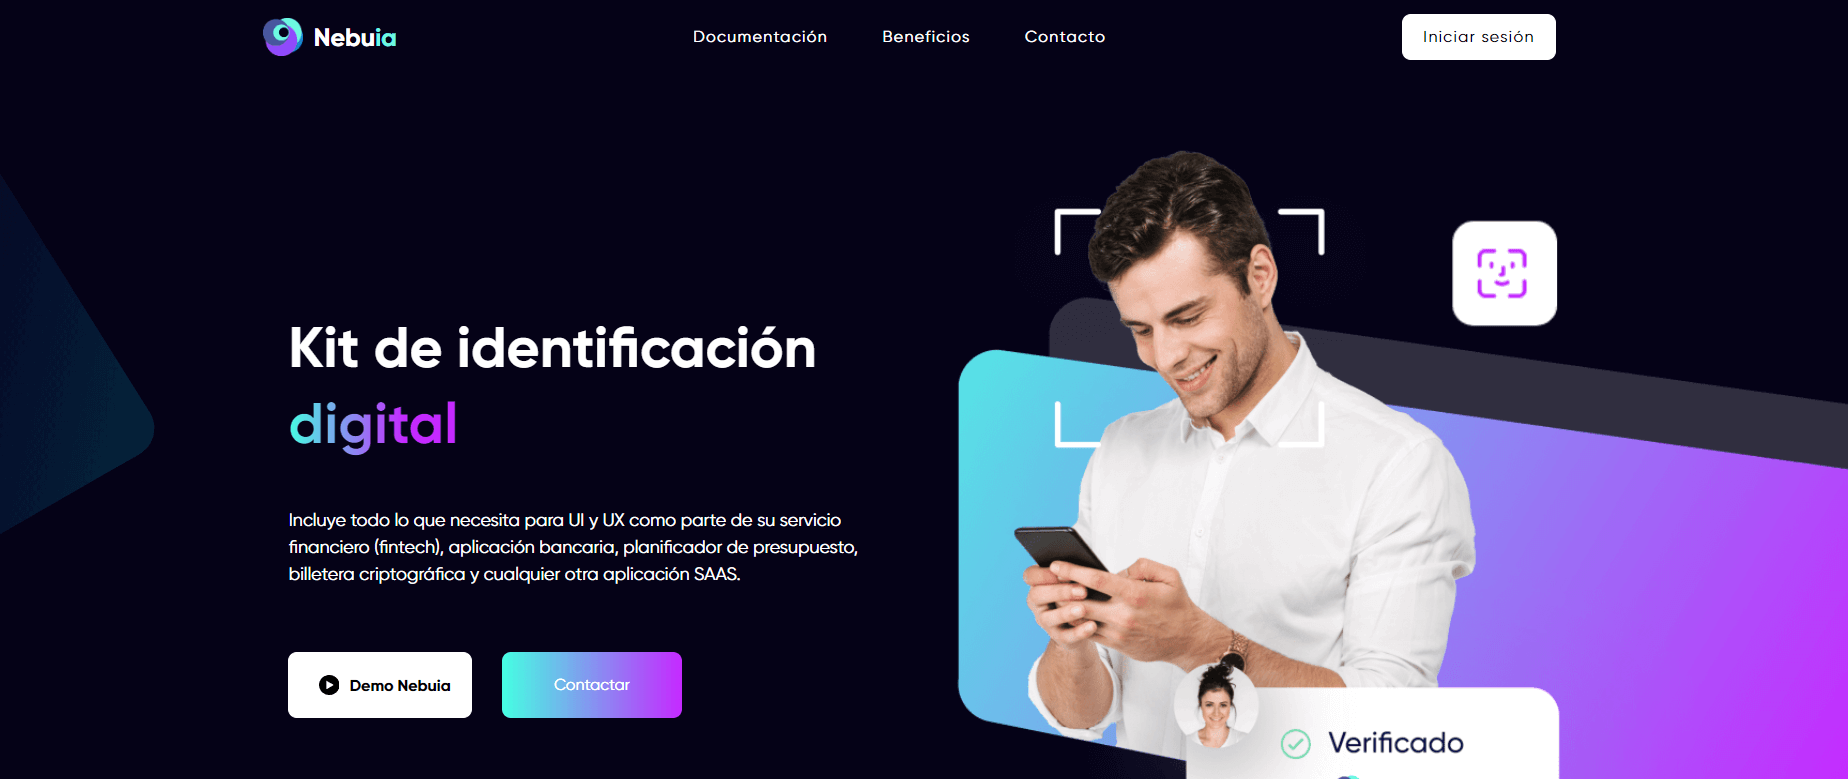 Nebuia
Documentación
Beneficios
Contacto
Iniciar sesión
Kit de identificación
digital
Incluye todo lo que necesita para UI y UX como parte de su servicio
financiero (fintech), aplicación bancaria, planificador de presupuesto,
billetera criptográfica y cualquier otra aplicación SAAS.
Demo Nebuia
Contactar
Verificado